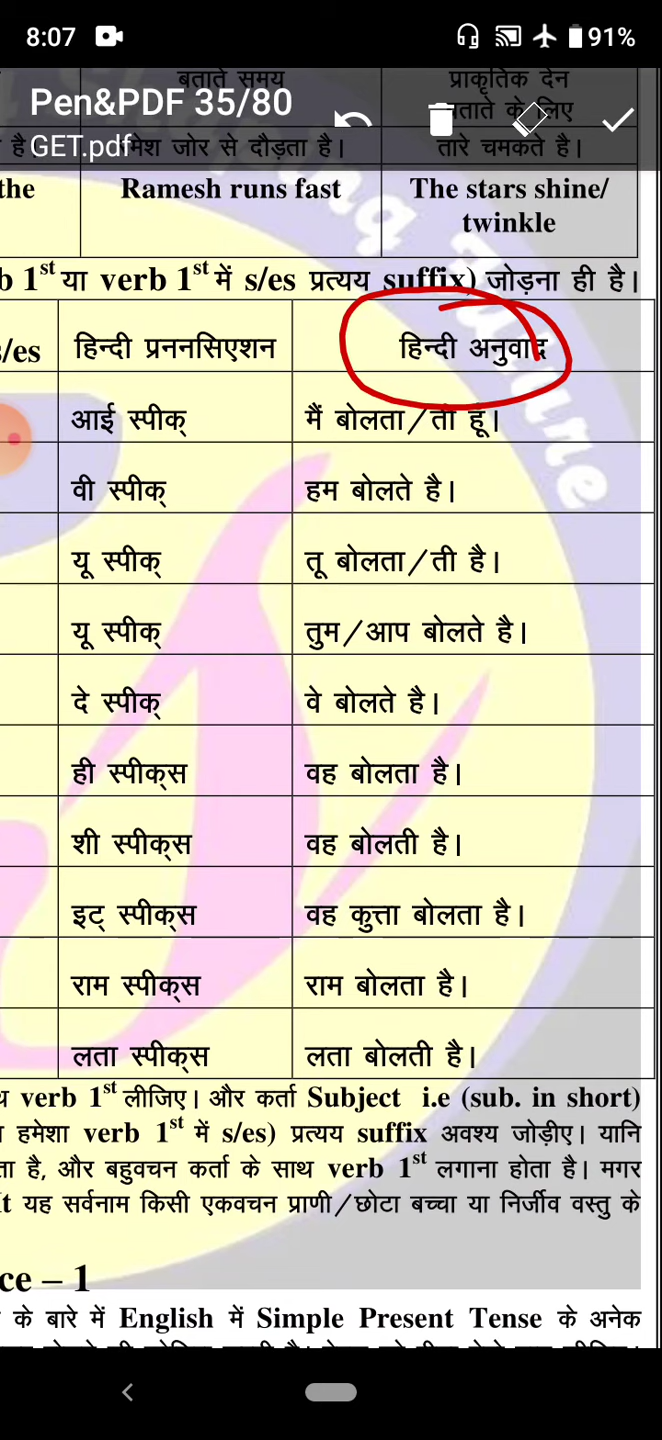 8:07 91%
बताते समय प्राकृतिक देन
Pen&PDF 35/80 बताते के लिए
GET.pdf
है। रमेश जोर से दौड़ता है। तारे चमकते है।
the Ramesh runs fast The stars shine/
twinkle
b 1st या verb 1st में s/es प्रत्यय suffix) जोड़ना ही है।
s/es हिन्दी प्रननसिएशन हिन्दी अनुवाद
आई स्पीक् मैं बोलता/ती हूं।
वी स्पीक् हम बोलते है।
यू स्पीक् तू बोलता/ती है।
यू स्पीक् तुम/आप बोलते है।
दे स्पीक् वे बोलते है।
ही स्पीक्स वह बोलता है।
शी स्पीक्स वह बोलती है।
इट् स्पीक्स वह कुत्ता बोलता है।
राम स्पीक्स राम बोलता है।
लता स्पीक्स लता बोलती है।
verb 1st लीजिए। और कर्ता Subject i.e (sub. in short)
हमेशा verb 1st में s/es) प्रत्यय suffix अवश्य जोड़ीए। यानि
ता है, और बहुवचन कर्ता के साथ verb 1st लगाना होता है। मगर
It यह सर्वनाम किसी एकवचन प्राणी/छोटा बच्चा या निर्जीव वस्तु के
ce – 1
के बारे में English में Simple Present Tense के अनेक